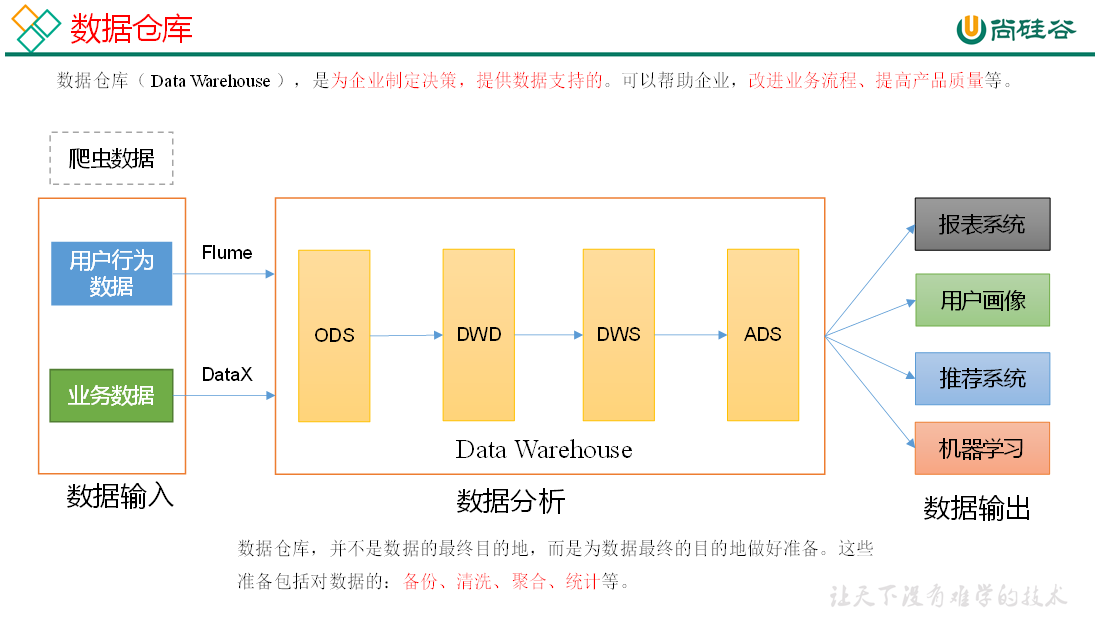 数据仓库
尚硅谷
数据仓库（ Data Warehouse ），是为企业制定决策，提供数据支持的。可以帮助企业，改进业务流程、提高产品质量等。
爬虫数据
用户行为
数据
业务数据
数据输入
Flume
DataX
ODS
DWD
DWS
ADS
Data Warehouse
数据分析
报表系统
用户画像
推荐系统
机器学习
数据输出
数据仓库，并不是数据的最终目的地，而是为数据最终的目的地做好准备。这些
准备包括对数据的：备份、清洗、聚合、统计等。
让天下没有难学的技术